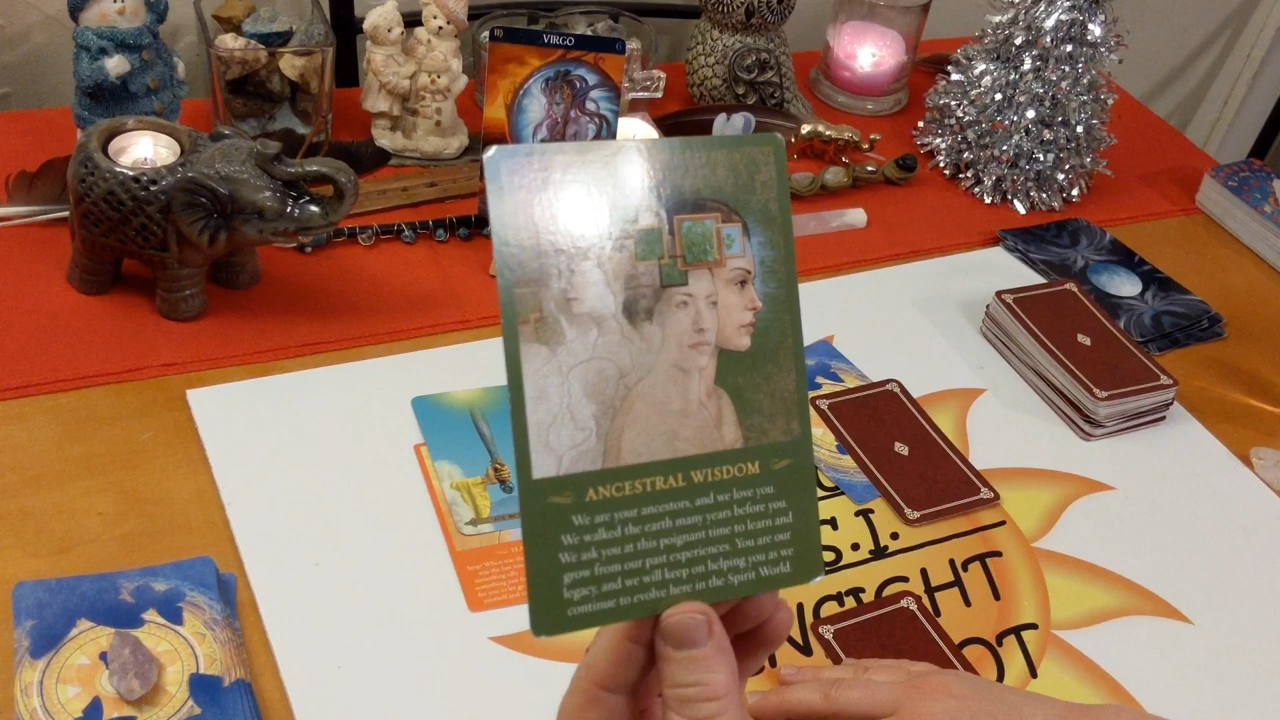 VIRGO
6
ANCESTRAL WISDOM
We are your ancestors, and we love you.
We walked the earth many years before you.
We ask you at this poignant time to learn and
grow from our past experiences. You are our
legacy, and we will keep on helping you as we
continue to evolve here in the Spirit World.
S.I.
NSIGHT
OT